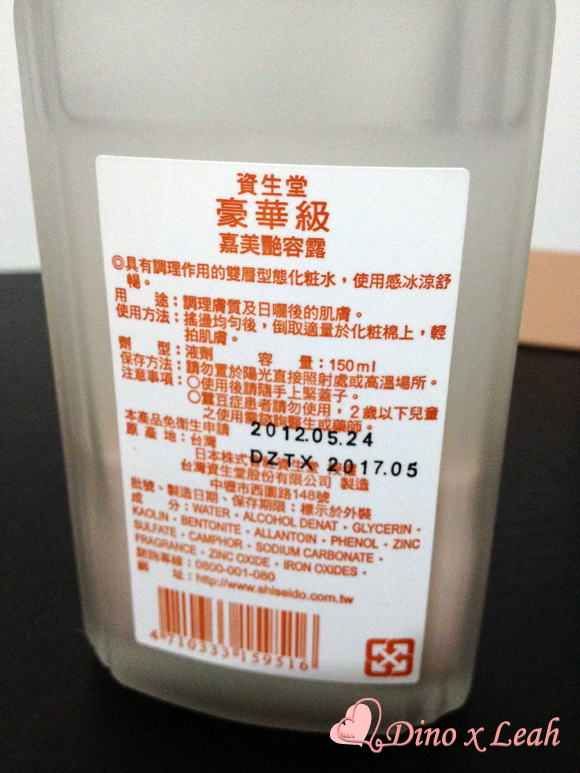 資生堂
豪華級
嘉美艷容露
◎具有調理作用的雙層型態化粧水，使用感冰涼舒
暢。
用　途：調理膚質及日曬後的肌膚。
使用方法：搖盪均勻後，倒取適量於化粧棉上，輕
拍肌膚。
劑　型：液劑　容　量：150ml
保存方法：請勿置於陽光直接照射處或高溫場所。
注意事項：○使用後請隨手上緊蓋子。
○蠶豆症患者請勿使用，2歲以下兒童
之使用需諮詢醫生或藥師。
本產品免衛生申請 2012.05.24
原產地：台灣
DZTX 2017.05
日本株式會社資生堂
台灣資生堂股份有限公司 製造
中壢市西園路148號
批號、製造日期、保存期限：標示於外裝
成　分：WATER・ALCOHOL DENAT・GLYCERIN・
KAOLIN・BENTONITE・ALLANTOIN・PHENOL・ZINC
SULFATE・CAMPHOR・SODIUM CARBONATE・
FRAGRANCE・ZINC OXIDE・IRON OXIDES・
諮詢專線：0800-001-080
網　址：http://www.shiseido.com.tw
4 710333 159516
Dino x Leah